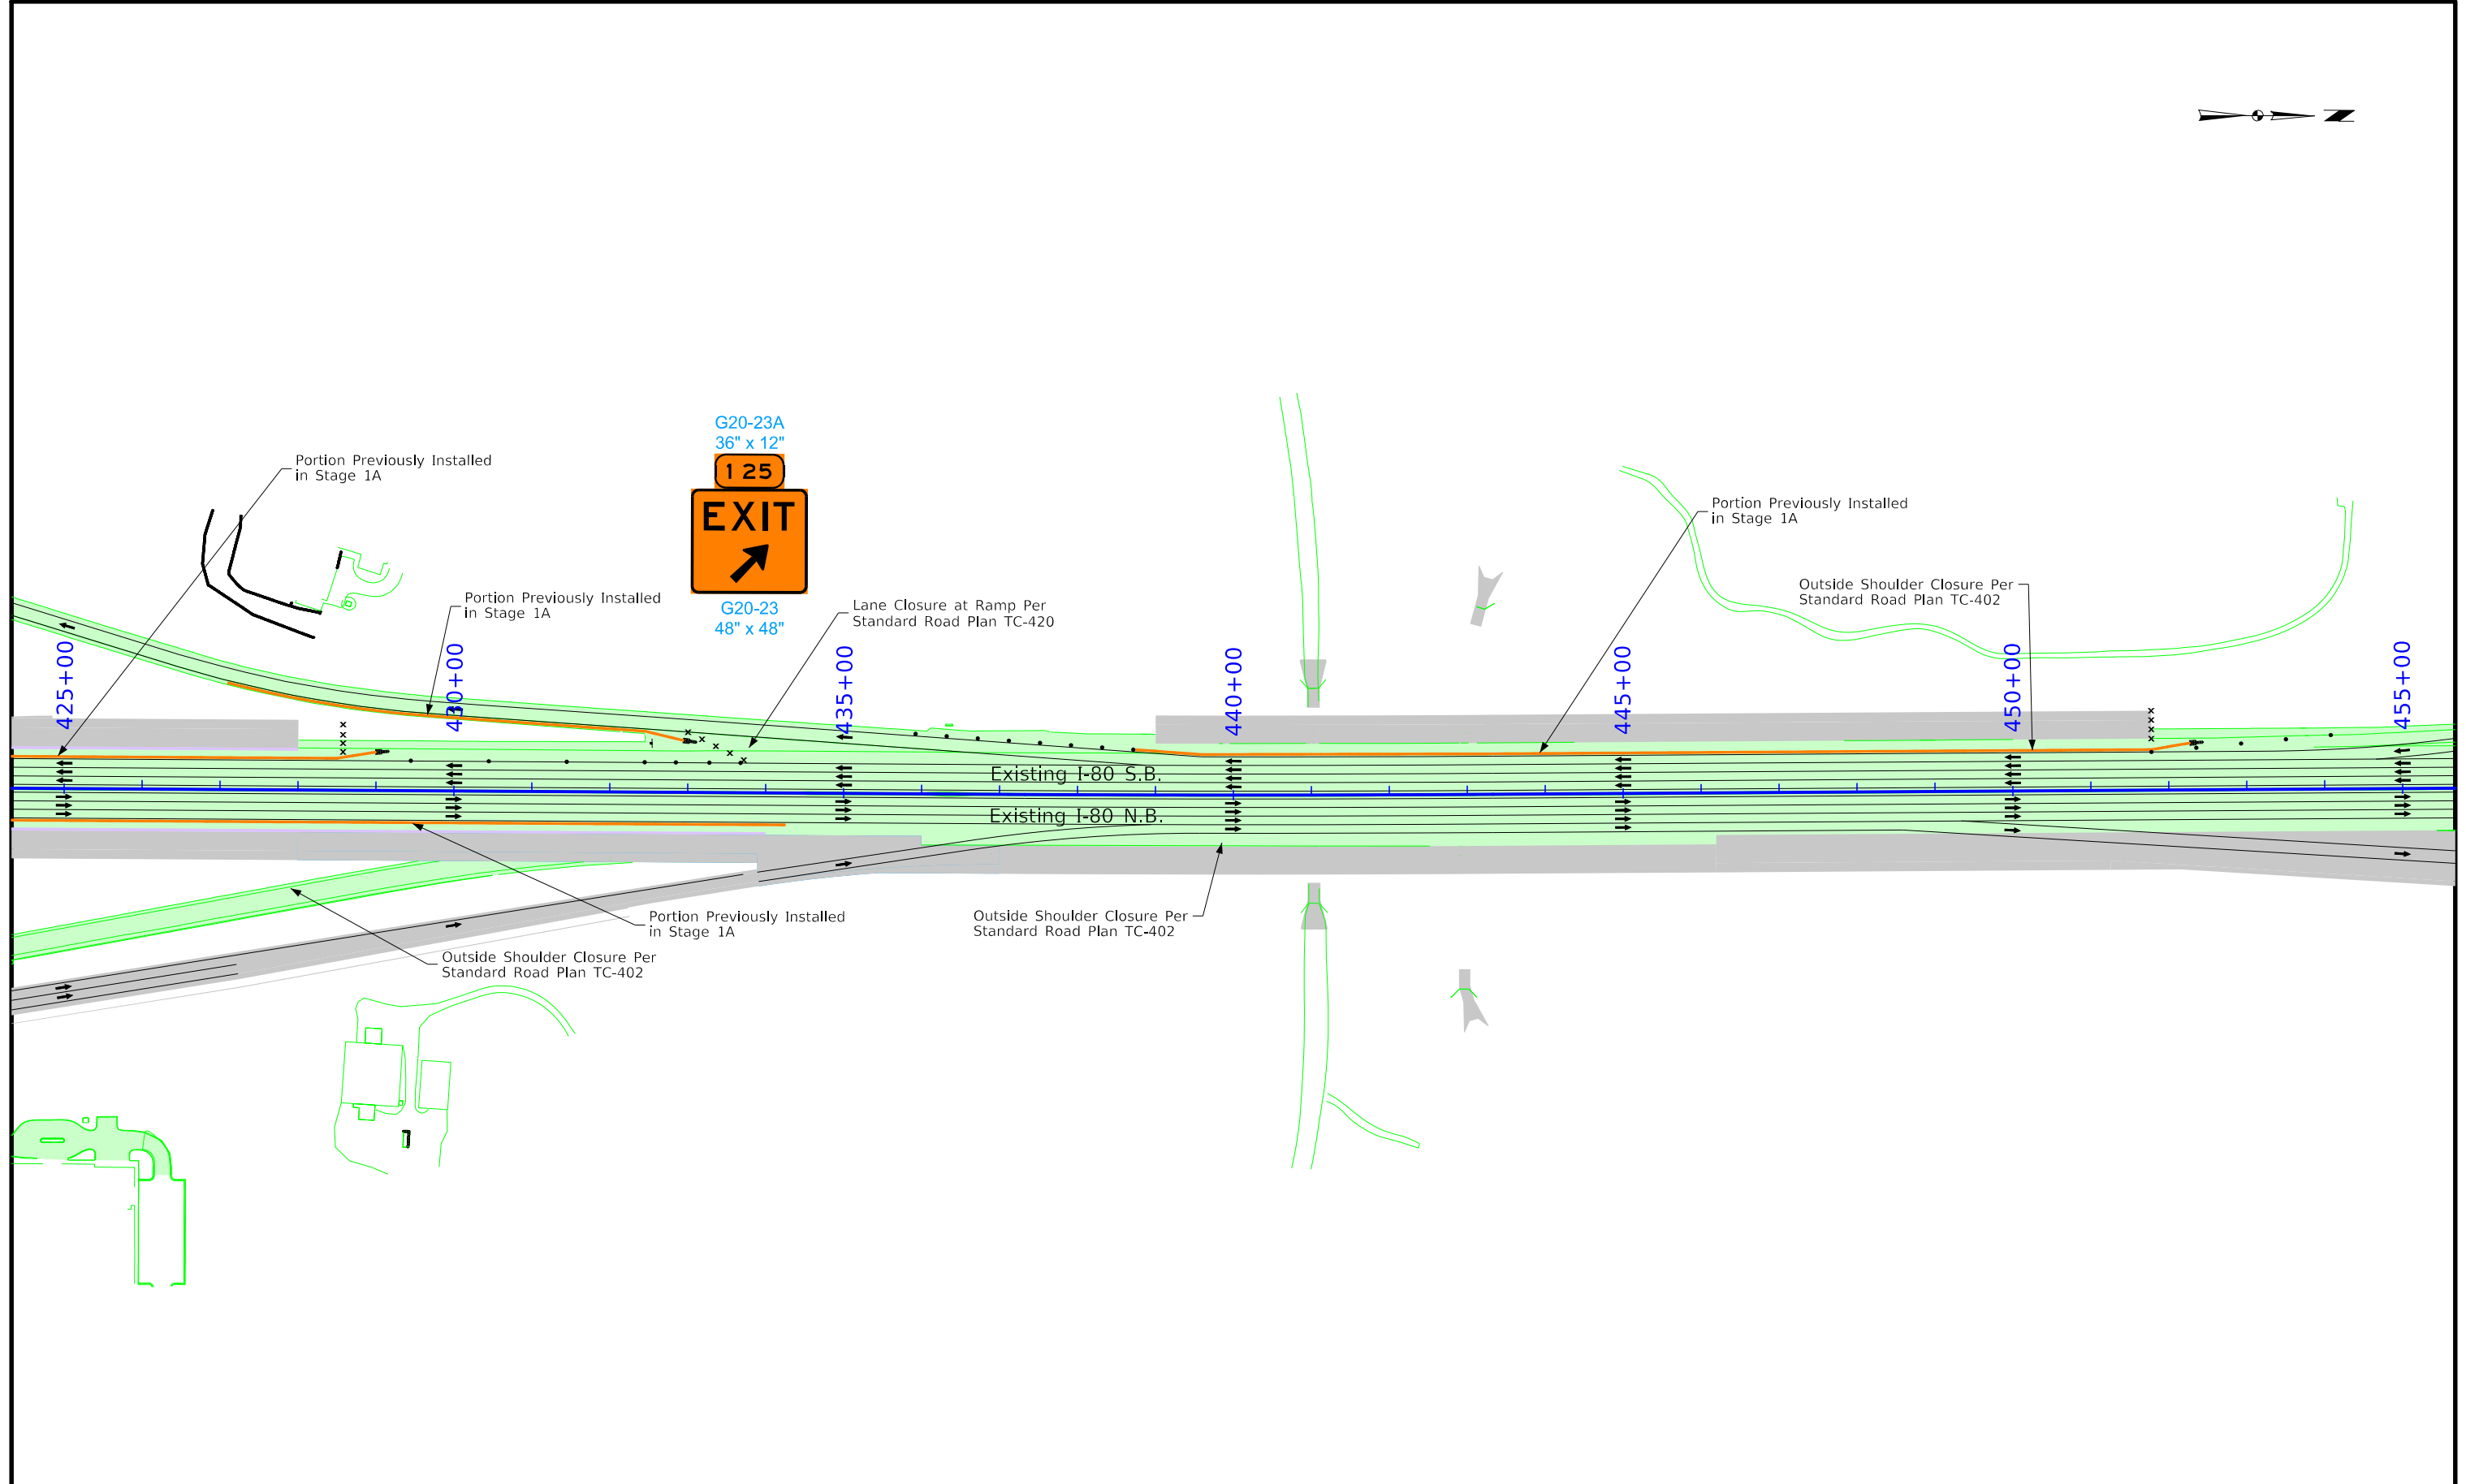 G20-23A
36" x 12"
125
EXIT
G20-23
48" x 48"
Portion Previously Installed
in Stage 1A
Portion Previously Installed
in Stage 1A
Lane Closure at Ramp Per
Standard Road Plan TC-420
Portion Previously Installed
in Stage 1A
Outside Shoulder Closure Per
Standard Road Plan TC-402
425+00
430+00
435+00
440+00
445+00
450+00
455+00
Existing I-80 S.B.
Existing I-80 N.B.
Portion Previously Installed
in Stage 1A
Outside Shoulder Closure Per
Standard Road Plan TC-402
Outside Shoulder Closure Per
Standard Road Plan TC-402
N